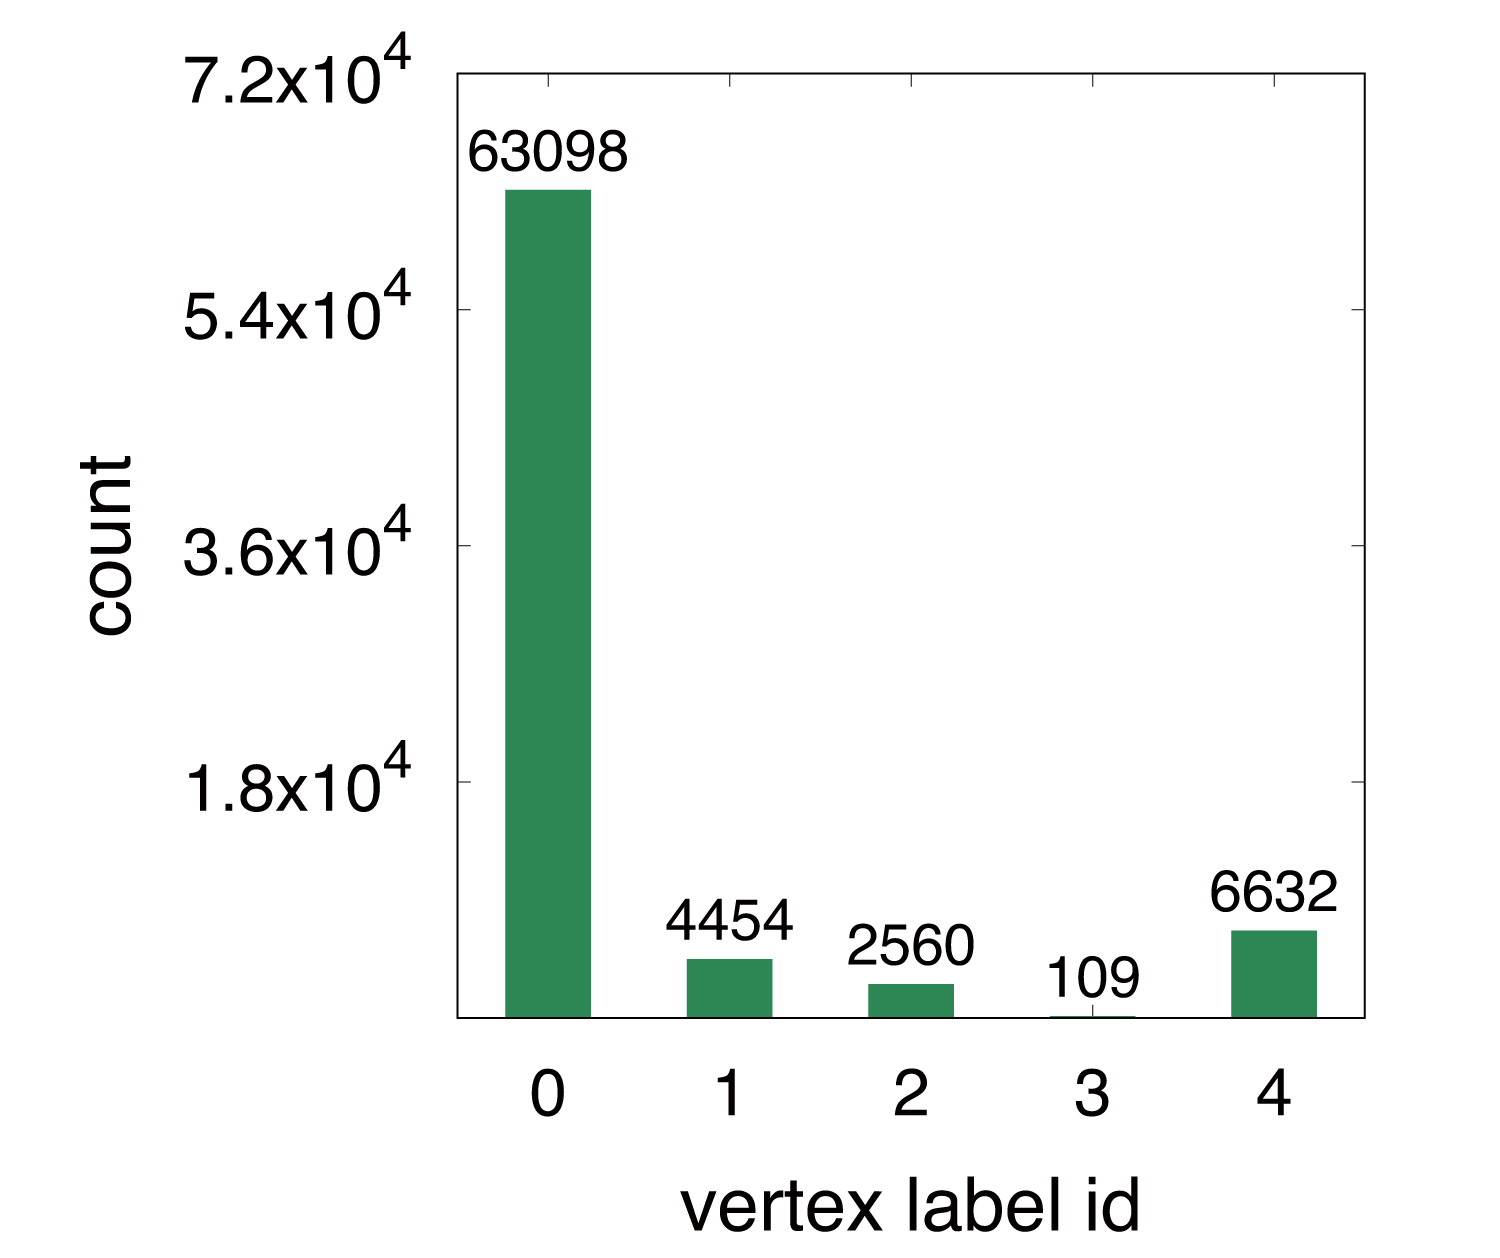 7.2x10^4
63098
5.4x10^4
3.6x10^4
count
1.8x10^4
6632
4454
2560
109
0 1 2 3 4
vertex label id